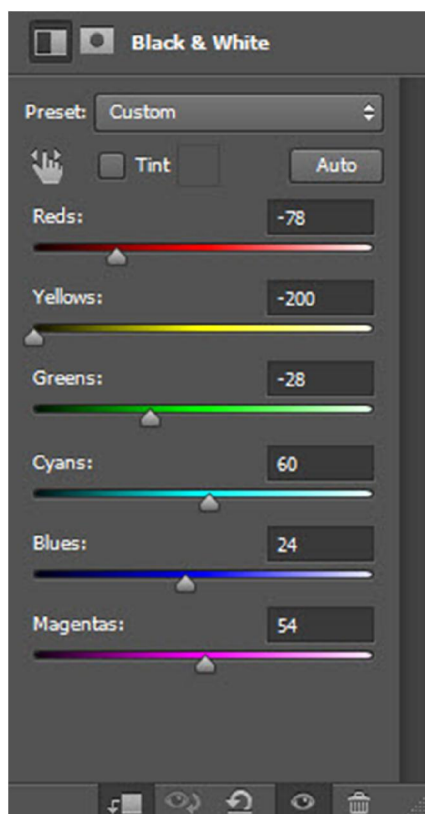 Black & White
Preset: Custom
Tint Auto
Reds: -78
Yellows: -200
Greens: -28
Cyans: 60
Blues: 24
Magentas: 54